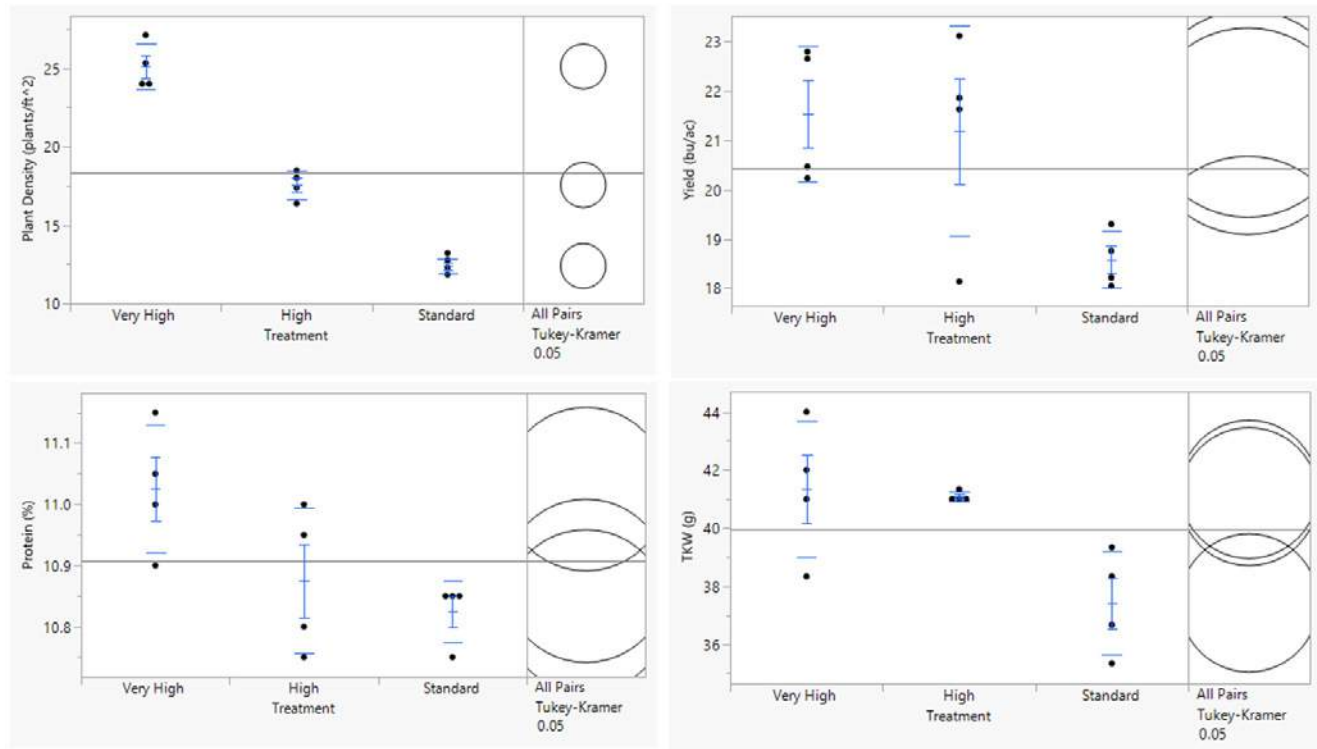 Plant Density (plants/ft^2)
25
20
15
10
Very High
High
Standard
Treatment
All Pairs
Tukey-Kramer
0.05
Yield (bu/ac)
23
22
21
20
19
18
Very High
High
Standard
Treatment
All Pairs
Tukey-Kramer
0.05
Protein (%)
11.1
11.0
10.9
10.8
Very High
High
Standard
Treatment
All Pairs
Tukey-Kramer
0.05
TKW (g)
44
42
40
38
36
Very High
High
Standard
Treatment
All Pairs
Tukey-Kramer
0.05